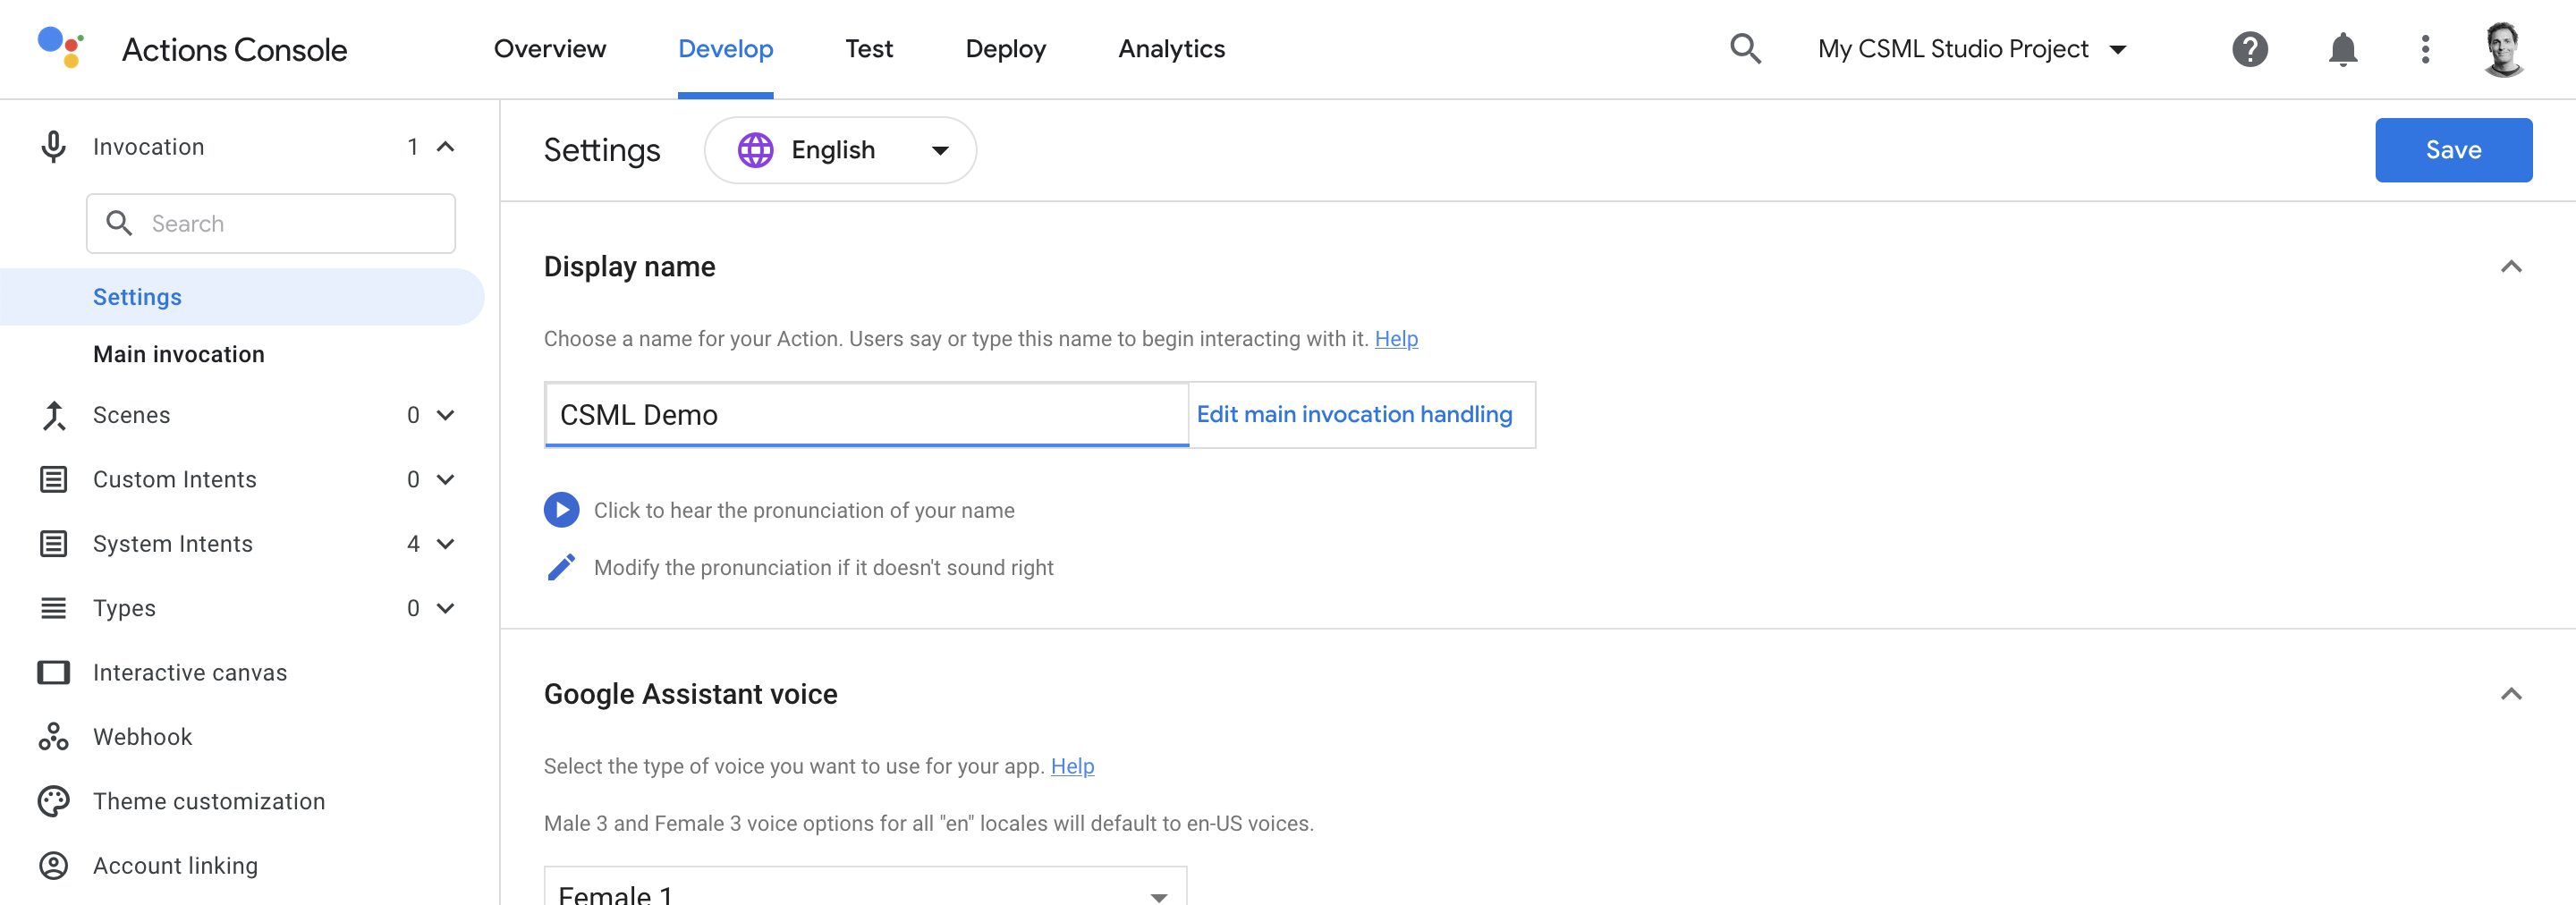 Actions Console
Overview
Develop
Test
Deploy
Analytics
My CSML Studio Project
Invocation 1
Search
Settings
Main invocation
Scenes 0
Custom Intents 0
System Intents 4
Types 0
Interactive canvas
Webhook
Theme customization
Account linking
Settings
English
Save
Display name
Choose a name for your Action. Users say or type this name to begin interacting with it. Help
CSML Demo
Edit main invocation handling
Click to hear the pronunciation of your name
Modify the pronunciation if it doesn't sound right
Google Assistant voice
Select the type of voice you want to use for your app. Help
Male 3 and Female 3 voice options for all "en" locales will default to en-US voices.
Female 1